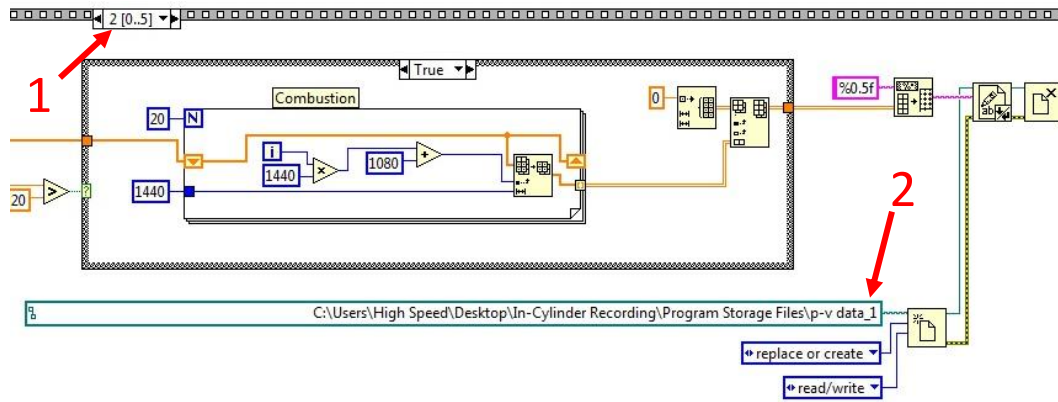 2 [0..5]
1
True
Combustion
0
%0.5f
20
N
i
1440
×
1080
+
20
>
?
1440
ab
2
C:\Users\High Speed\Desktop\In-Cylinder Recording\Program Storage Files\p-v data_1
replace or create
read/write